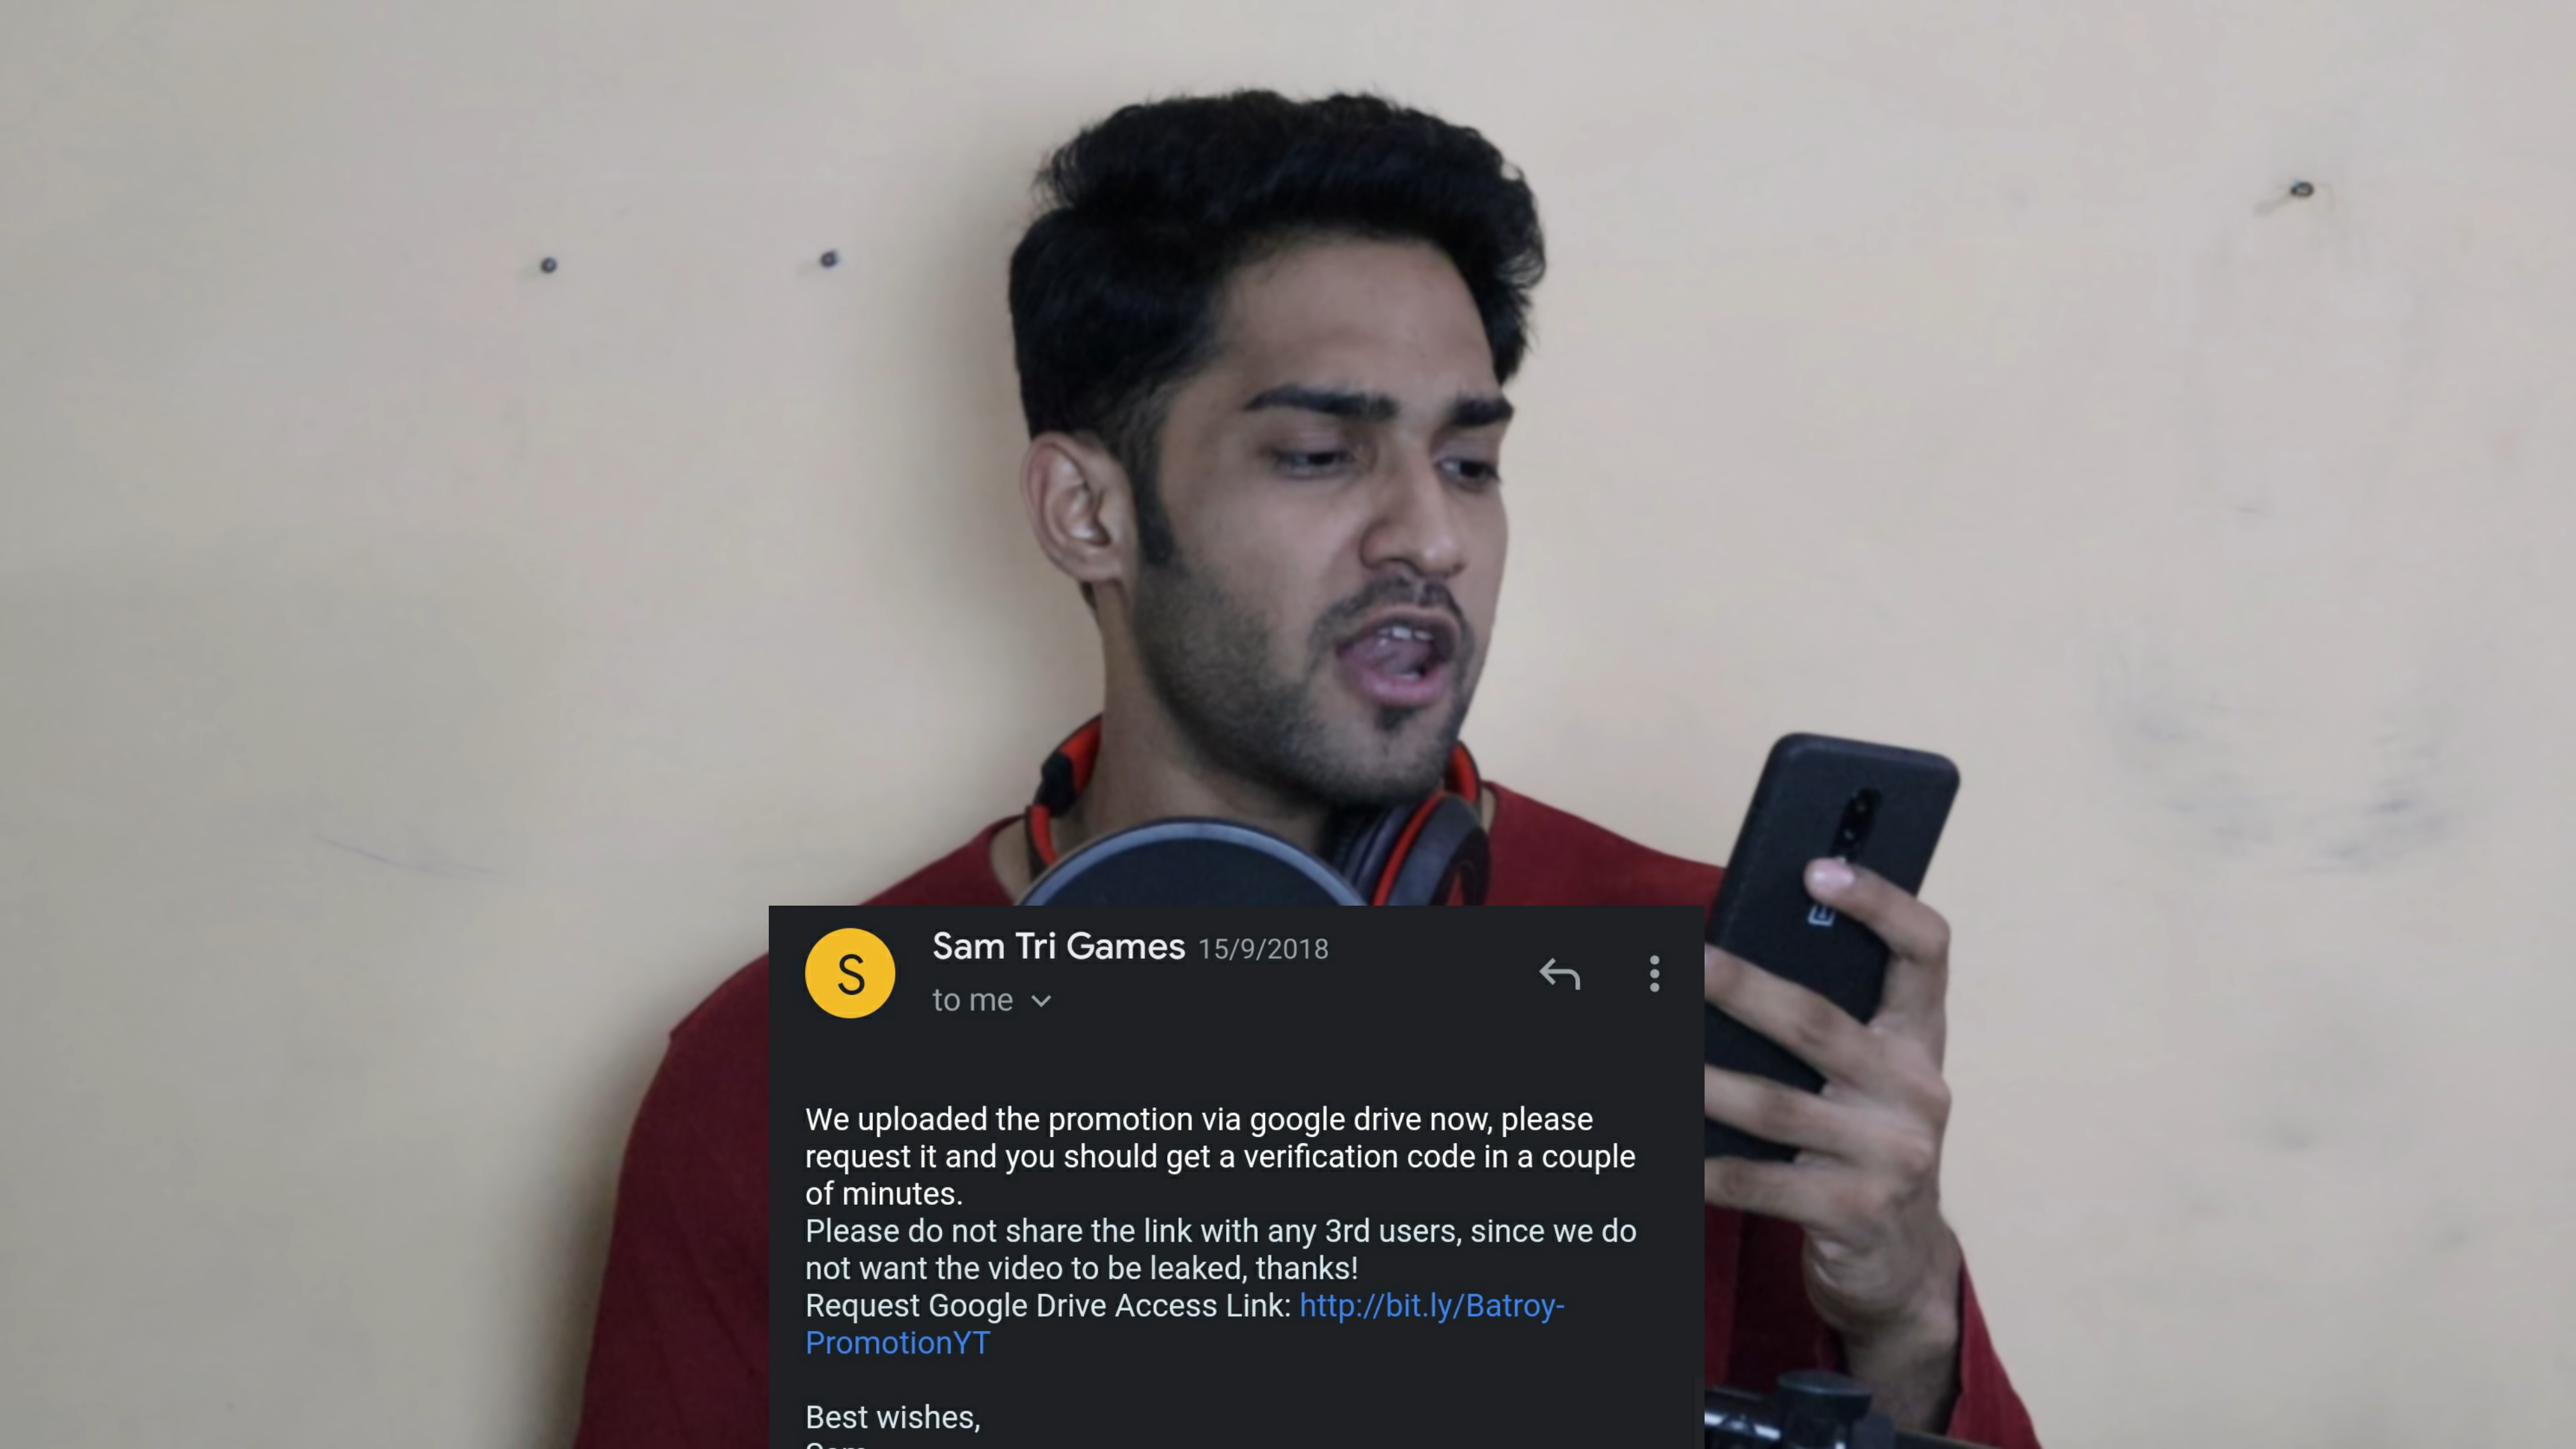 S
Sam Tri Games 15/9/2018
to me
We uploaded the promotion via google drive now, please
request it and you should get a verification code in a couple
of minutes.
Please do not share the link with any 3rd users, since we do
not want the video to be leaked, thanks!
Request Google Drive Access Link: http://bit.ly/Batroy-
PromotionYT
Best wishes,